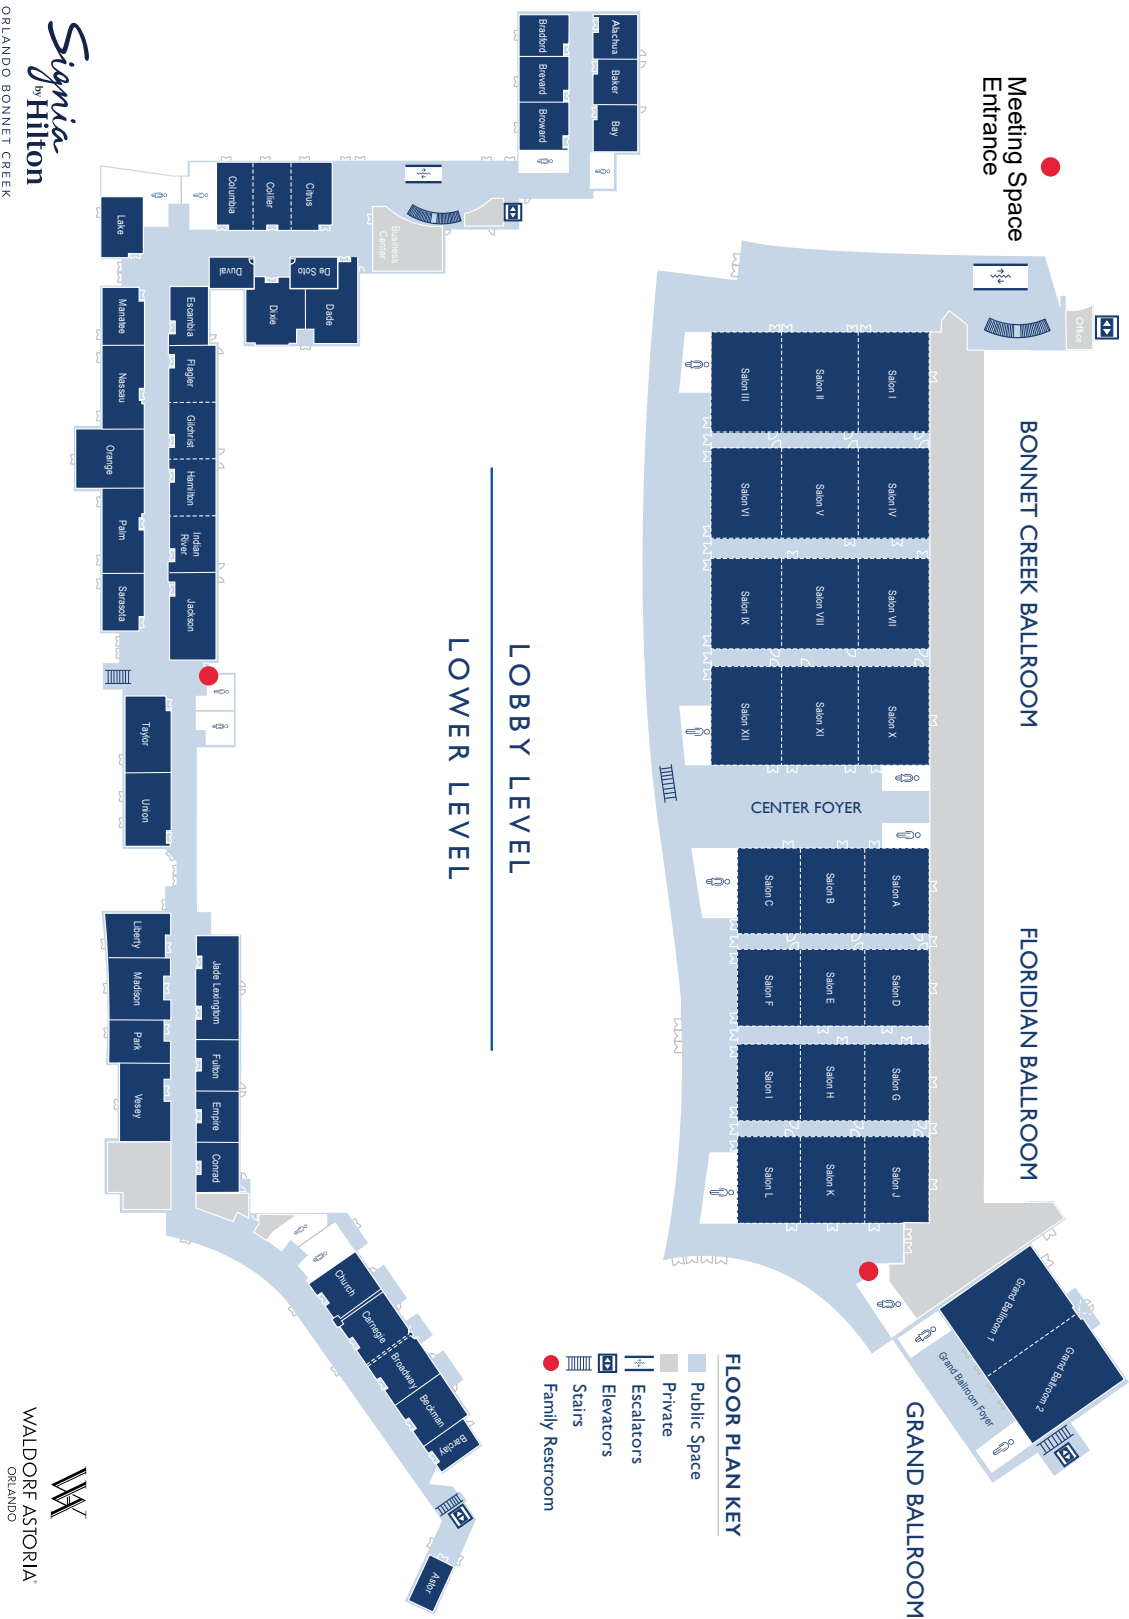 Meeting Space
Entrance
Office
BONNET CREEK BALLROOM
Salon I
Salon II
Salon III
Salon IV
Salon V
Salon VI
Salon VII
Salon VIII
Salon IX
Salon X
Salon XI
Salon XII
CENTER FOYER
FLORIDIAN BALLROOM
Salon A
Salon B
Salon C
Salon D
Salon E
Salon F
Salon G
Salon H
Salon I
Salon J
Salon K
Salon L
GRAND BALLROOM
Grand Ballroom 1
Grand Ballroom 2
Grand Ballroom Foyer
LOBBY LEVEL
LOWER LEVEL
Alachua
Baker
Bay
Bradford
Brevard
Broward
Business
Center
Citrus
Collier
Columbia
Lake
De Soto
Duval
Dade
Dixie
Escambia
Flagler
Gilchrist
Hamilton
Indian
River
Jackson
Manatee
Nassau
Orange
Palm
Sarasota
Taylor
Union
Liberty
Madison
Park
Vesey
Jade Lexingtom
Fulton
Empire
Conrad
Church
Carnegie
Broadway
Beckman
Barclay
Astor
FLOOR PLAN KEY
Public Space
Private
Escalators
Elevators
Stairs
Family Restroom
Signia
by Hilton
ORLANDO BONNET CREEK
WALDORF ASTORIA
ORLANDO